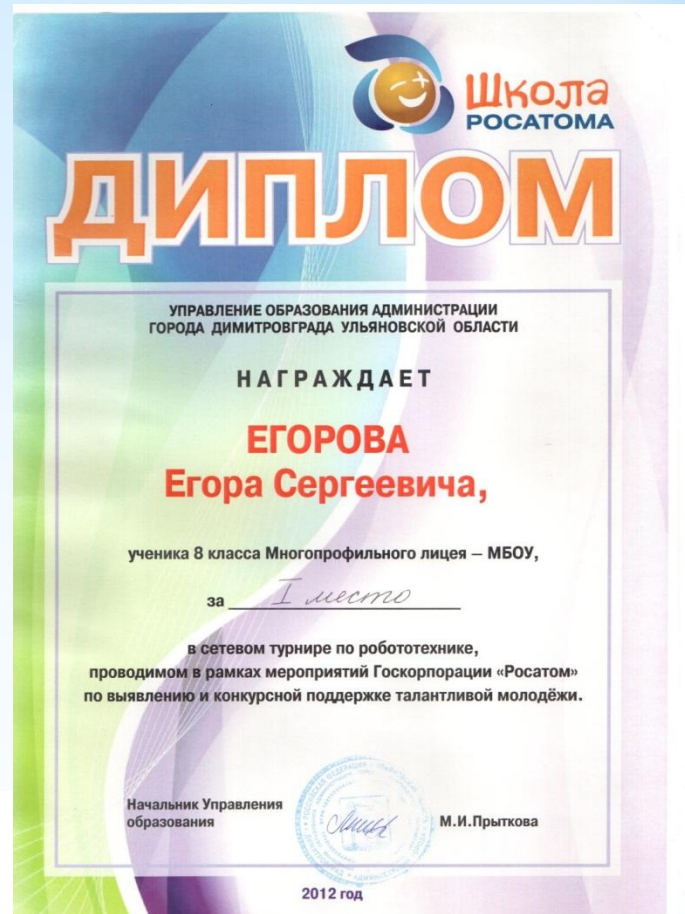 Школа
РОСАТОМА
ДИПЛОМ
УПРАВЛЕНИЕ ОБРАЗОВАНИЯ АДМИНИСТРАЦИИ
ГОРОДА ДИМИТРОВГРАДА УЛЬЯНОВСКОЙ ОБЛАСТИ
НАГРАЖДАЕТ
ЕГОРОВА
Егора Сергеевича,
ученика 8 класса Многопрофильного лицея – МБОУ,
за I место
в сетевом турнире по робототехнике,
проводимом в рамках мероприятий Госкорпорации «Росатом»
по выявлению и конкурсной поддержке талантливой молодёжи.
Начальник Управления
образования
М.И.Прыткова
2012 год